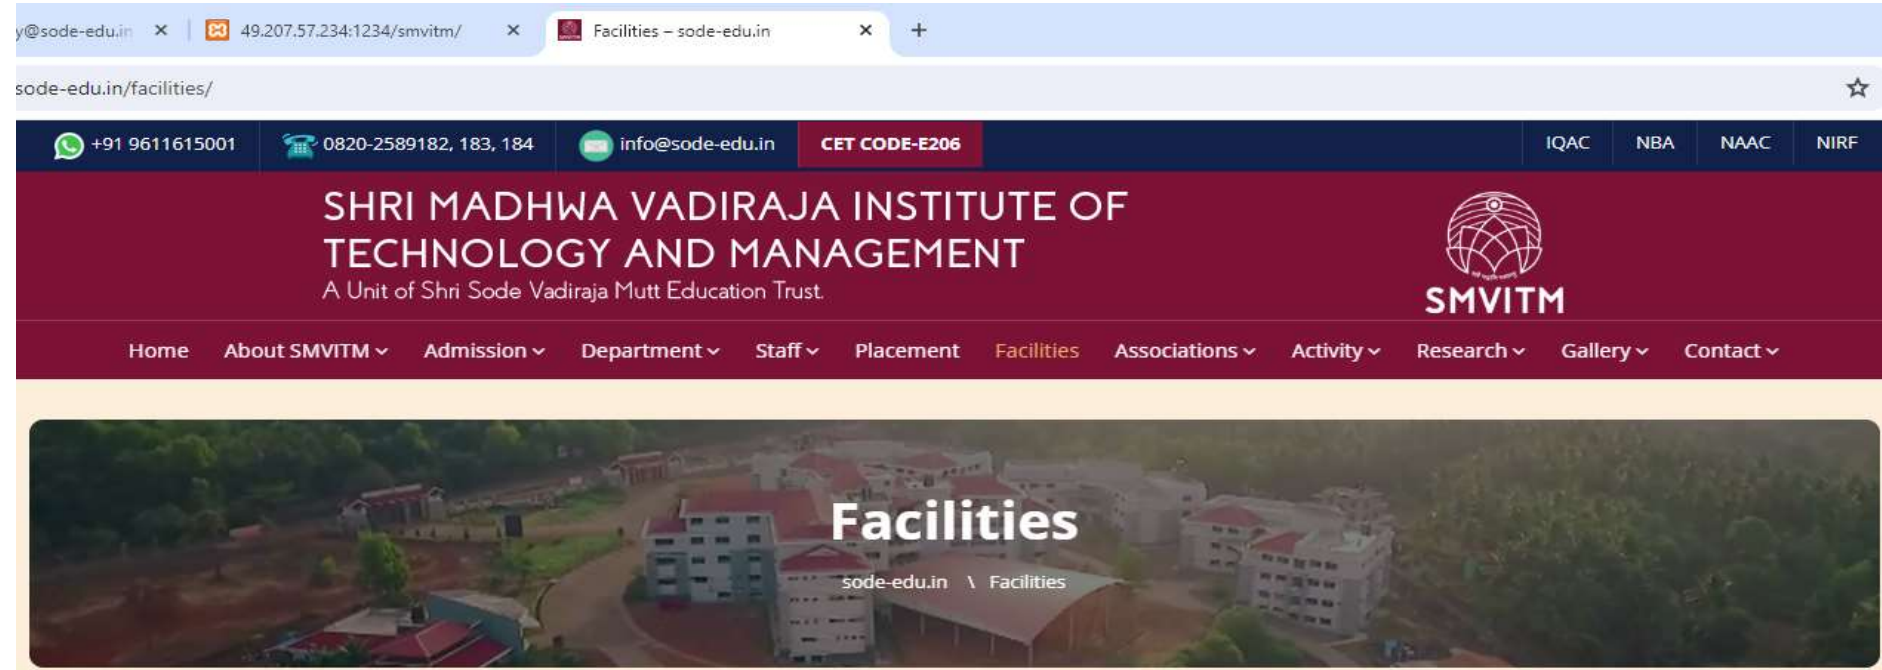 y@sode-edu.in
49.207.57.234:1234/smvitm/
Facilities – sode-edu.in
sode-edu.in/facilities/
+91 9611615001
0820-2589182, 183, 184
info@sode-edu.in
CET CODE-E206
IQAC
NBA
NAAC
NIRF
SHRI MADHWA VADIRAJA INSTITUTE OF
TECHNOLOGY AND MANAGEMENT
A Unit of Shri Sode Vadiraja Mutt Education Trust.
SMVITM
Home About SMVITM Admission Department Staff Placement Facilities Associations Activity Research Gallery Contact
Facilities
sode-edu.in \ Facilities